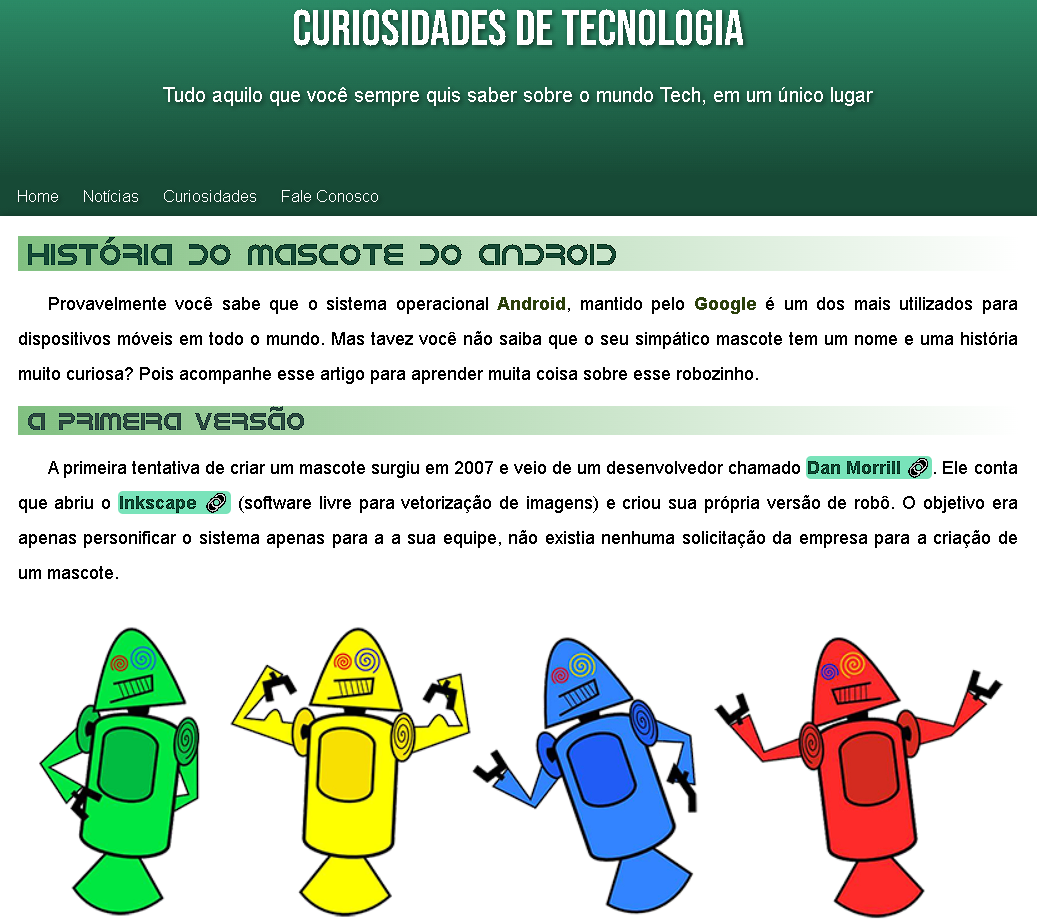 CURIOSIDADES DE TECNOLOGIA
Tudo aquilo que você sempre quis saber sobre o mundo Tech, em um único lugar
Home Notícias Curiosidades Fale Conosco
História do Mascote do Android
Provavelmente você sabe que o sistema operacional Android, mantido pelo Google é um dos mais utilizados para
dispositivos móveis em todo o mundo. Mas tavez você não saiba que o seu simpático mascote tem um nome e uma história
muito curiosa? Pois acompanhe esse artigo para aprender muita coisa sobre esse robozinho.
A primeira versão
A primeira tentativa de criar um mascote surgiu em 2007 e veio de um desenvolvedor chamado Dan Morrill. Ele conta
que abriu o Inkscape (software livre para vetorização de imagens) e criou sua própria versão de robô. O objetivo era
apenas personificar o sistema apenas para a a sua equipe, não existia nenhuma solicitação da empresa para a criação de
um mascote.